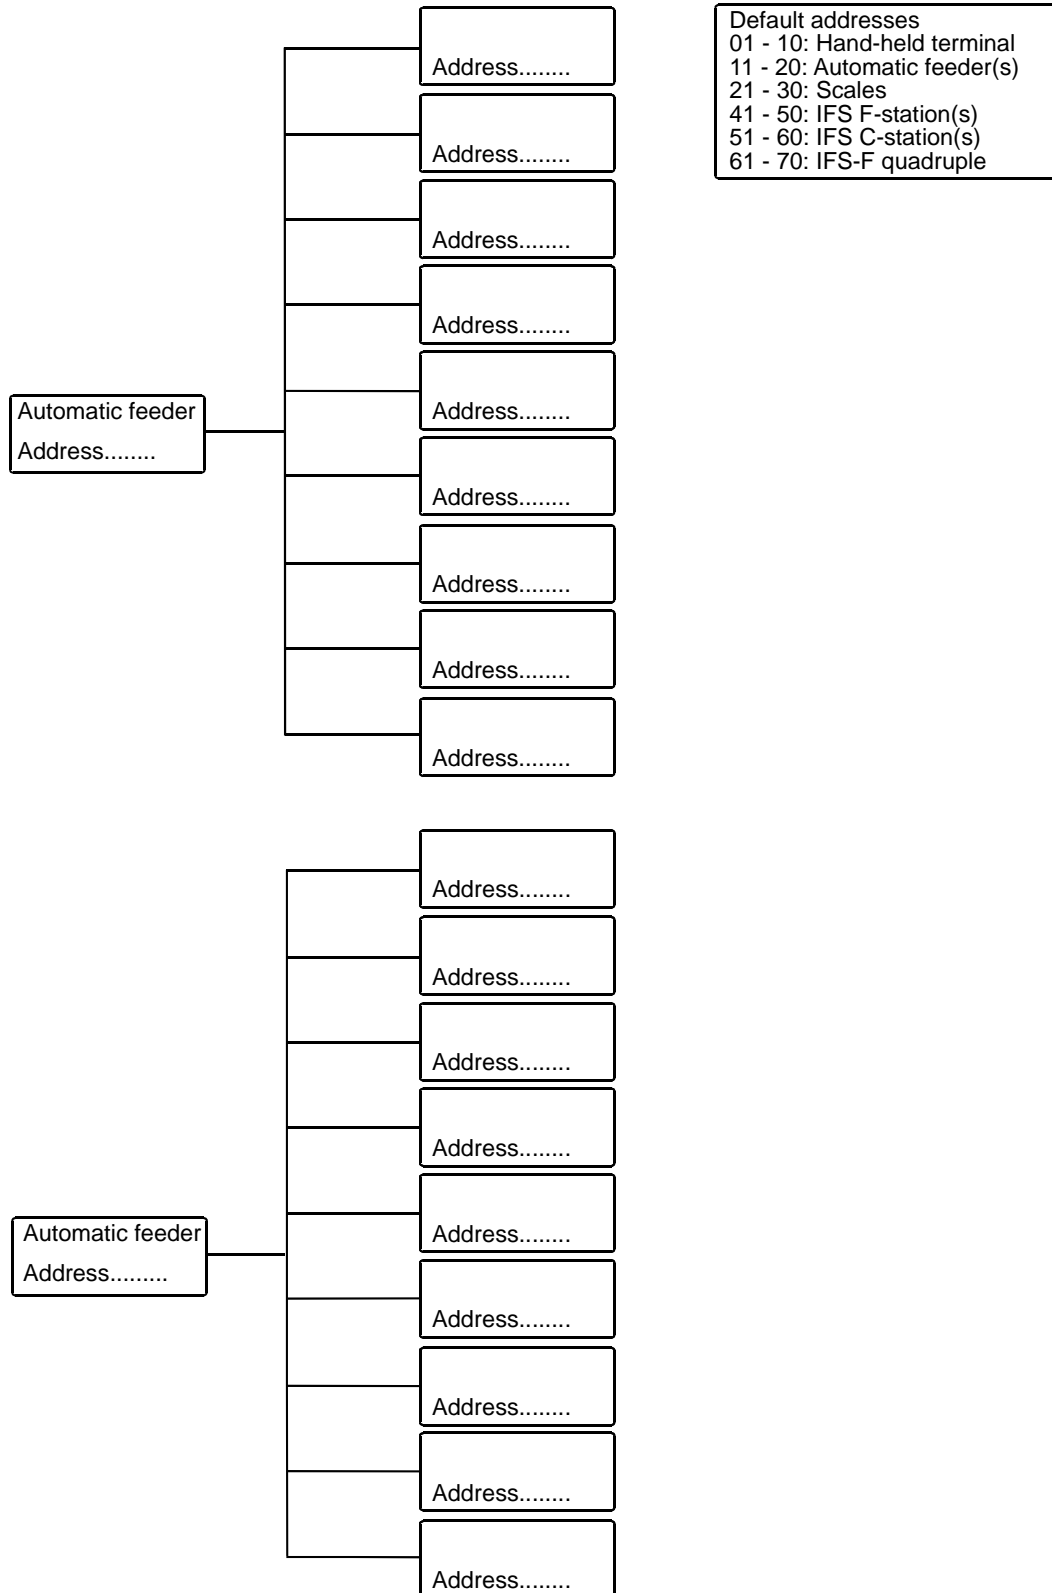 Default addresses
01 - 10: Hand-held terminal
11 - 20: Automatic feeder(s)
21 - 30: Scales
41 - 50: IFS F-station(s)
51 - 60: IFS C-station(s)
61 - 70: IFS-F quadruple
Address........
Address........
Address........
Address........
Address........
Automatic feeder
Address........
Address........
Address........
Address........
Address........
Address........
Address........
Address........
Address........
Address........
Automatic feeder
Address.........
Address........
Address........
Address........
Address........
Address........